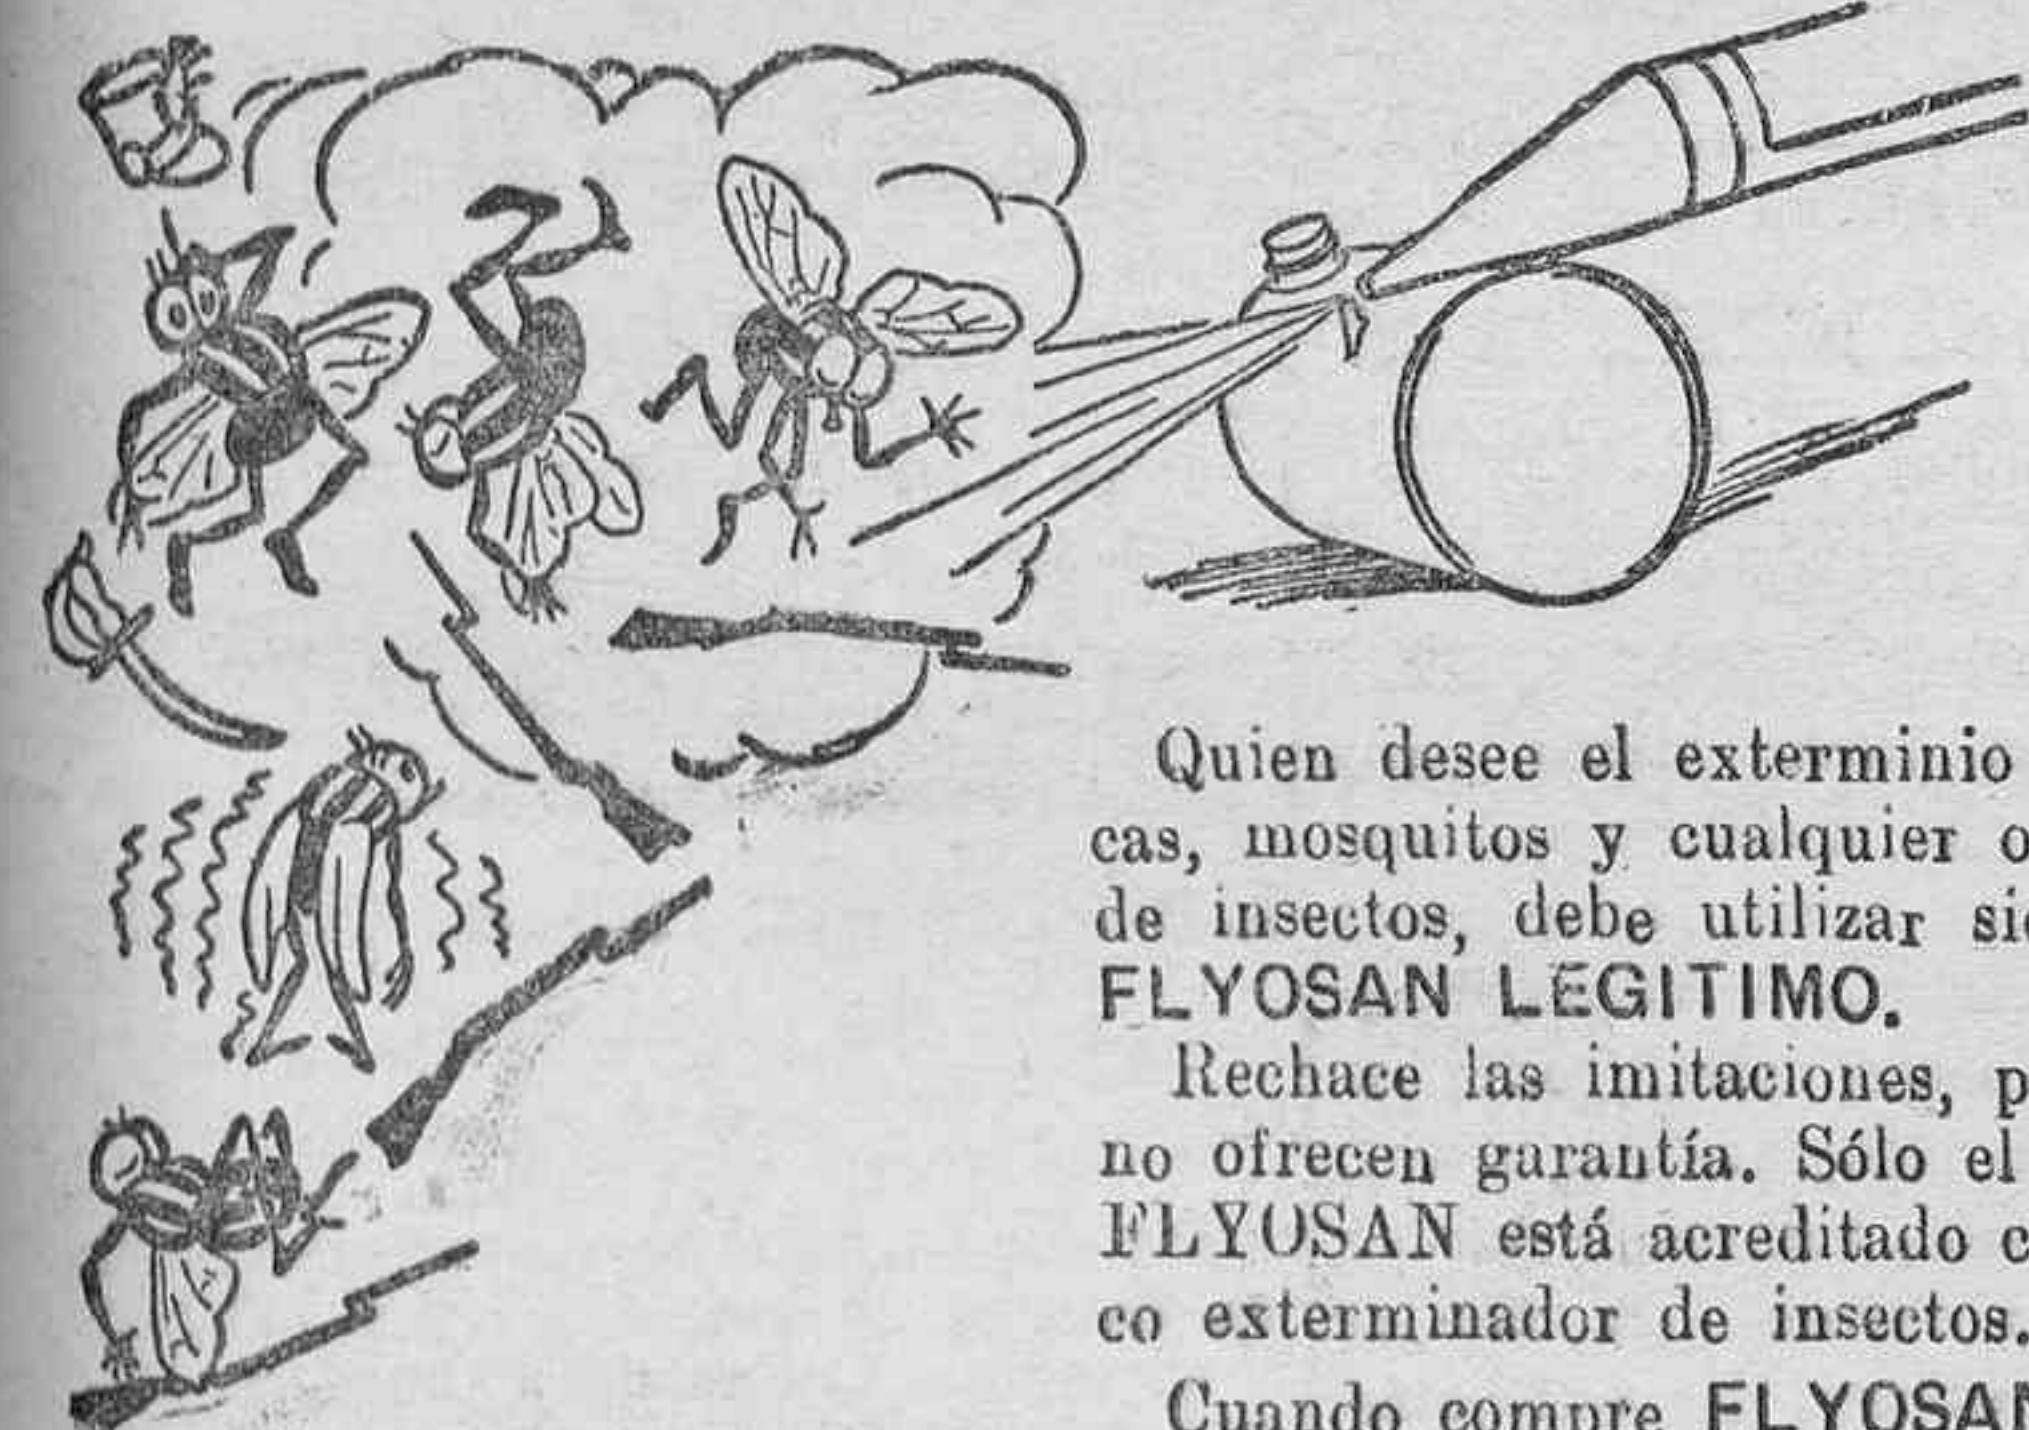 Quien desee el exterminio
cas, mosquitos y cualquier o
de insectos, debe utilizar sie
FLYOSAN LEGITIMO.
Rechace las imitaciones, p
no ofrecen garantía. Sólo el
FLYOSAN está acreditado c
co exterminador de insectos.
Cuando compre FLYOSAN